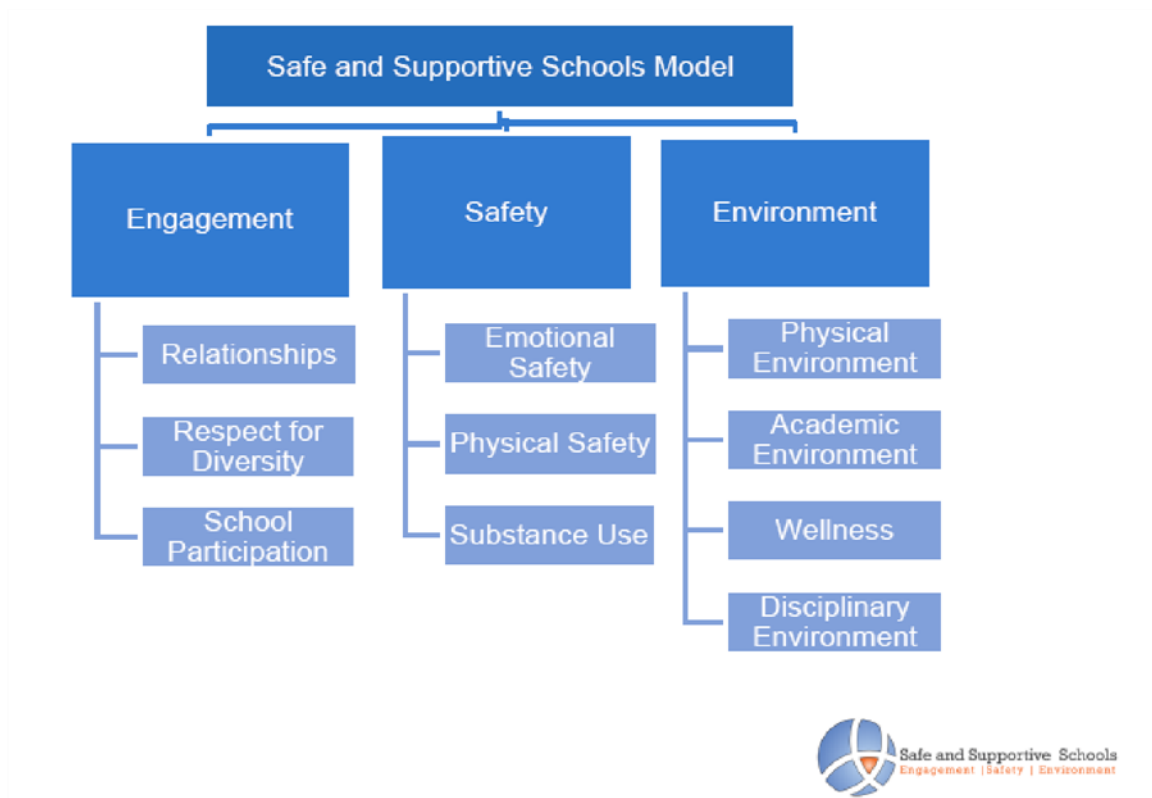 Safe and Supportive Schools Model
Engagement
Safety
Environment
Relationships
Respect for
Diversity
School
Participation
Emotional
Safety
Physical Safety
Substance Use
Physical
Environment
Academic
Environment
Wellness
Disciplinary
Environment
Safe and Supportive Schools
Engagement | Safety | Environment